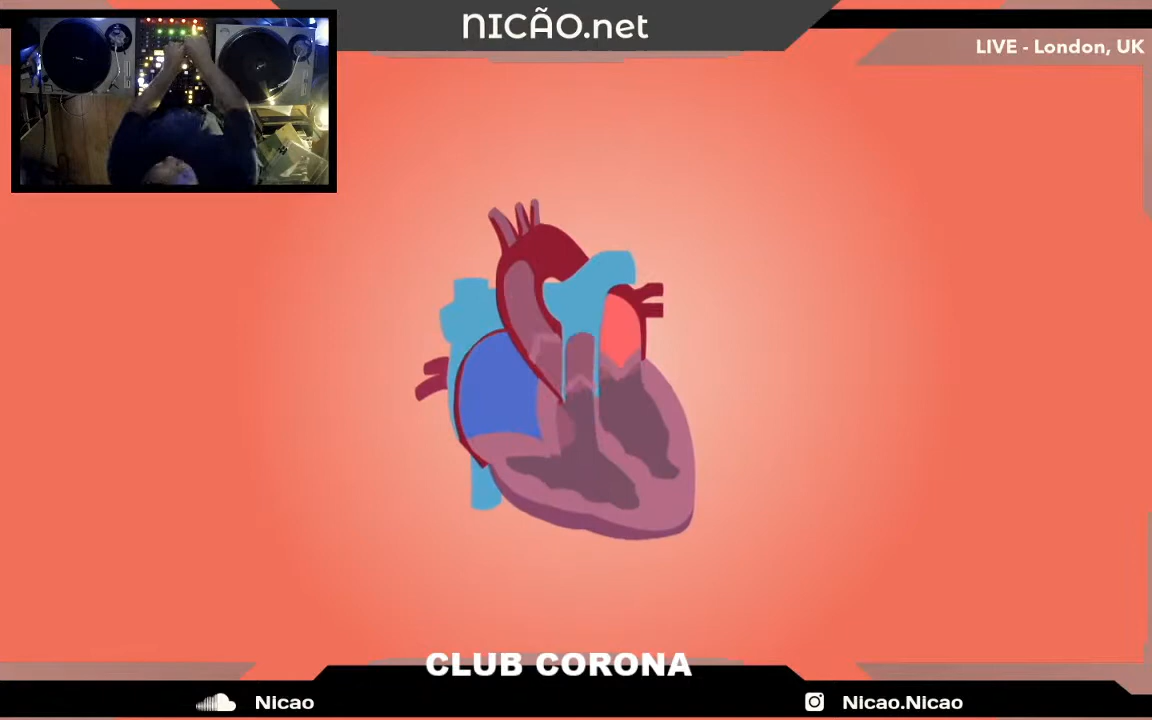 NICÃO.net
LIVE - London, UK
CLUB CORONA
Nicao
Nicao.Nicao